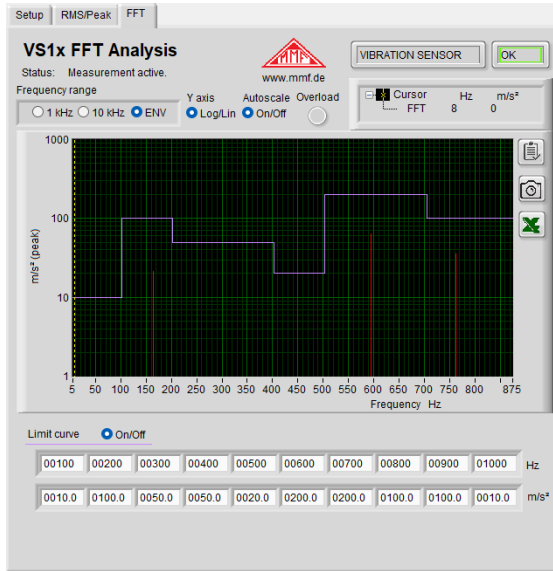 Setup RMS/Peak FFT
VS1x FFT Analysis
MMF
www.mmf.de
VIBRATION SENSOR OK
Status: Measurement active.
Frequency range
1 kHz 10 kHz ENV
Y axis Autoscale Overload
Log/Lin On/Off
Cursor Hz m/s²
FFT 8 0
1000
100
10
1
m/s² (peak)
5 50 100 150 200 250 300 350 400 450 500 550 600 650 700 750 800 875
Frequency Hz
Limit curve On/Off
00100 00200 00300 00400 00500 00600 00700 00800 00900 01000 Hz
0010.0 0100.0 0050.0 0050.0 0020.0 0200.0 0200.0 0100.0 0100.0 0010.0 m/s²